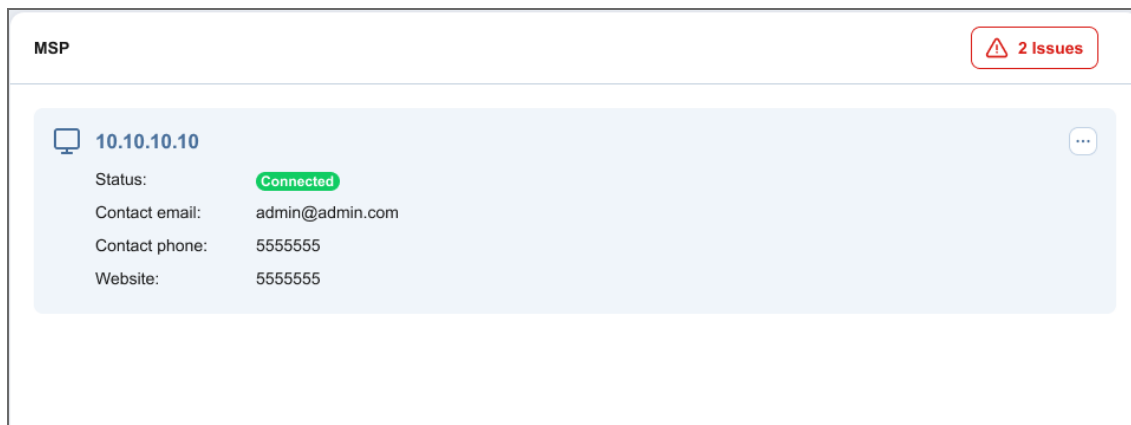 MSP
2 Issues
10.10.10.10
Status: Connected
Contact email: admin@admin.com
Contact phone: 5555555
Website: 5555555